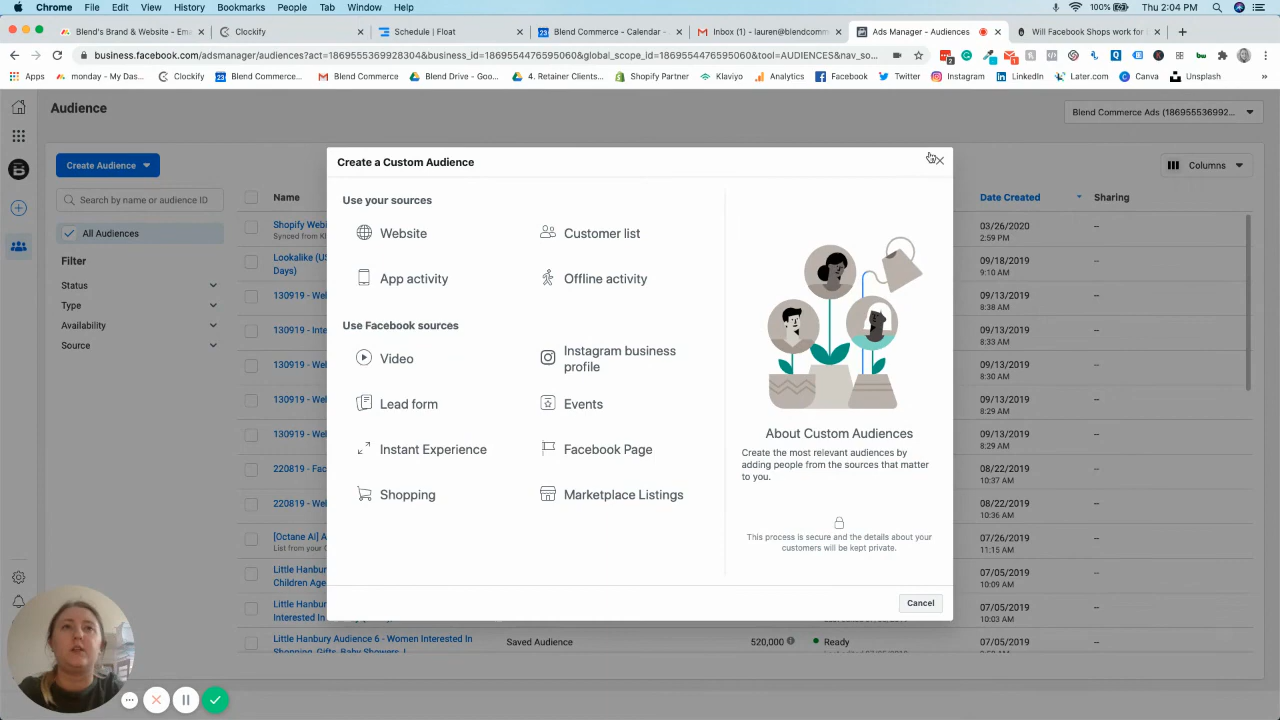 Chrome File Edit View History Bookmarks People Tab Window Help 100% Thu 2:04 PM
Blend's Brand & Website - Em Clockify Schedule | Float Blend Commerce - Calendar - Inbox (1) - lauren@blendcomm Ads Manager - Audiences Will Facebook Shops work for
business.facebook.com/adsmanager/audiences?act=1869555369921107&business_id=1869554476595060&global_scope_id=1869554476595060&tool=AUDIENCES&nav_so...
Apps monday - My Das... Clockify Blend Commerce... Blend Commerce Blend Drive - Goo... 4. Retainer Clients... Shopify Partner Klaviyo Analytics Facebook Twitter Instagram LinkedIn Later.com Canva Unsplash »
Audience
Blend Commerce Ads (186955536992...
Create Audience
Columns
Search by name or audience ID
Name
Date Created
Sharing
All Audiences
Filter
Status
Type
Availability
Source
Shopify Webi
Synced from Kl
03/26/2020
2:59 PM
--
Lookalike (US
Days)
09/18/2019
9:10 AM
--
130919 - Wel
09/13/2019
8:38 AM
--
130919 - Inte
09/13/2019
8:33 AM
--
130919 - Wel
09/13/2019
8:30 AM
--
130919 - Wel
09/13/2019
8:29 AM
--
130919 - Wel
09/13/2019
8:29 AM
--
220819 - Fac
08/22/2019
10:37 AM
--
220819 - Wel
08/22/2019
10:36 AM
--
[Octane Ai] A
List from your C
07/26/2019
11:15 AM
--
Little Hanbury
Children Age
07/05/2019
10:09 AM
--
Little Hanbury
Interested In
07/05/2019
10:03 AM
--
Little Hanbury Audience 6 - Women Interested In
Shopping, Gifts, Baby Showers,
Saved Audience
520,000
Ready
07/05/2019
--
Create a Custom Audience
Use your sources
Website
Customer list
App activity
Offline activity
Use Facebook sources
Video
Instagram business
profile
Lead form
Events
Instant Experience
Facebook Page
Shopping
Marketplace Listings
About Custom Audiences
Create the most relevant audiences by
adding people from the sources that matter
to you.
This process is secure and the details about your
customers will be kept private.
Cancel